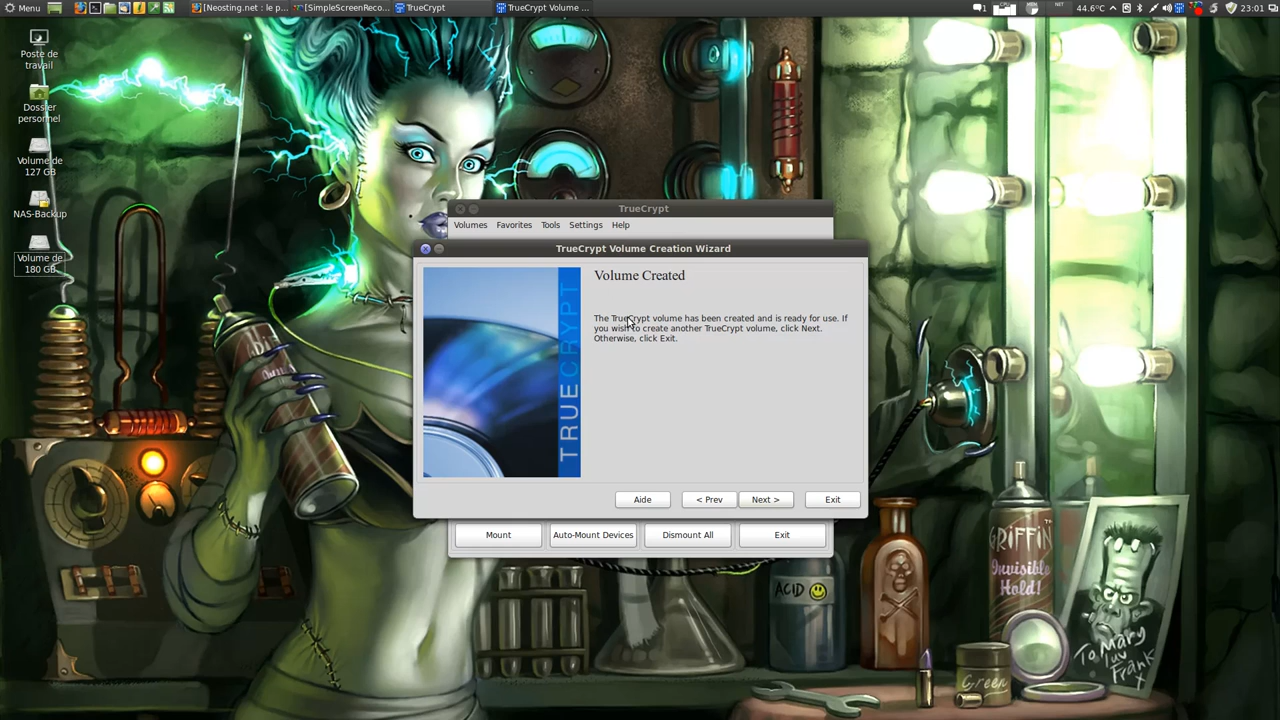 Menu
[Neosting.net : le p...
[SimpleScreenReco...
TrueCrypt
TrueCrypt Volume ...
1
CPU
MEM
NET
44.6°C
23:01
Poste de
travail
Dossier
personnel
Volume de
127 GB
NAS-Backup
Volume de
180 GB
TrueCrypt
Volumes
Favorites
Tools
Settings
Help
TrueCrypt Volume Creation Wizard
TRUECRYPT
Volume Created
The TrueCrypt volume has been created and is ready for use. If
you wish to create another TrueCrypt volume, click Next.
Otherwise, click Exit.
Aide
< Prev
Next >
Exit
Mount
Auto-Mount Devices
Dismount All
Exit
ACID
GRiFFiN
Invisible
Hold!
To Mary
luv
Frank
x
Green